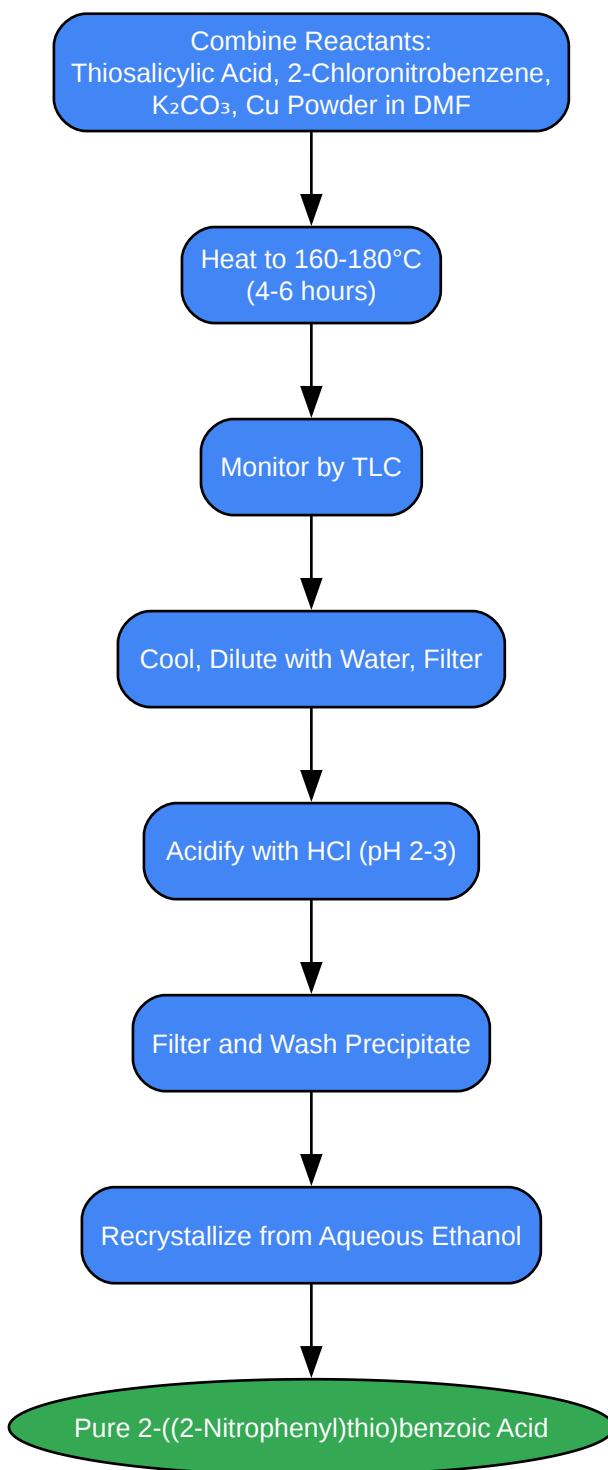 Combine Reactants:
Thiosalicylic Acid, 2-Chloronitrobenzene,
K₂CO₃, Cu Powder in DMF
Heat to 160-180°C
(4-6 hours)
Monitor by TLC
Cool, Dilute with Water, Filter
Acidify with HCl (pH 2-3)
Filter and Wash Precipitate
Recrystallize from Aqueous Ethanol
Pure 2-((2-Nitrophenyl)thio)benzoic Acid